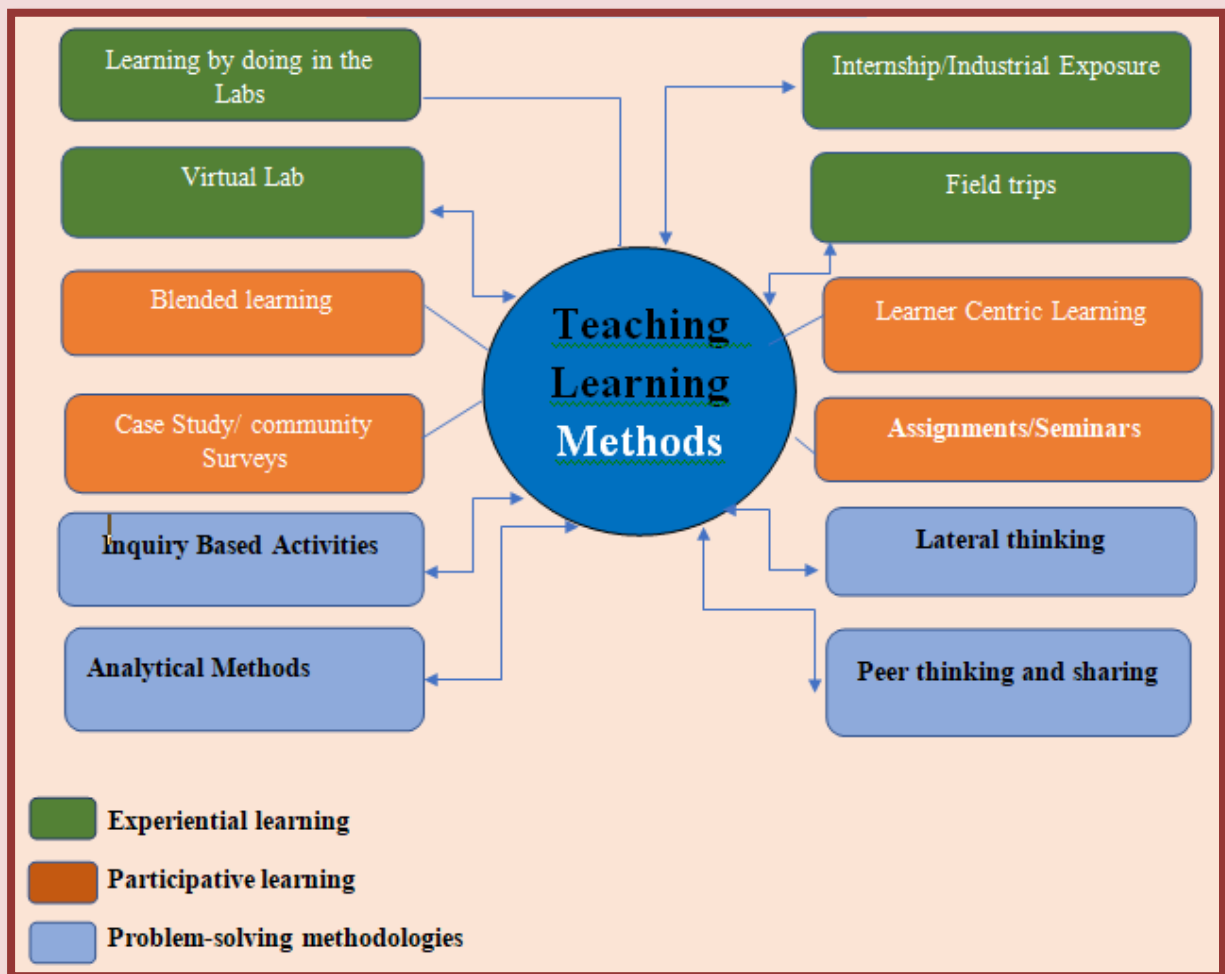 Learning by doing in the
Labs
Internship/Industrial Exposure
Virtual Lab
Field trips
Blended learning
Learner Centric Learning
Teaching
Learning
Methods
Case Study/ community
Surveys
Assignments/Seminars
Inquiry Based Activities
Lateral thinking
Analytical Methods
Peer thinking and sharing
Experiential learning
Participative learning
Problem-solving methodologies